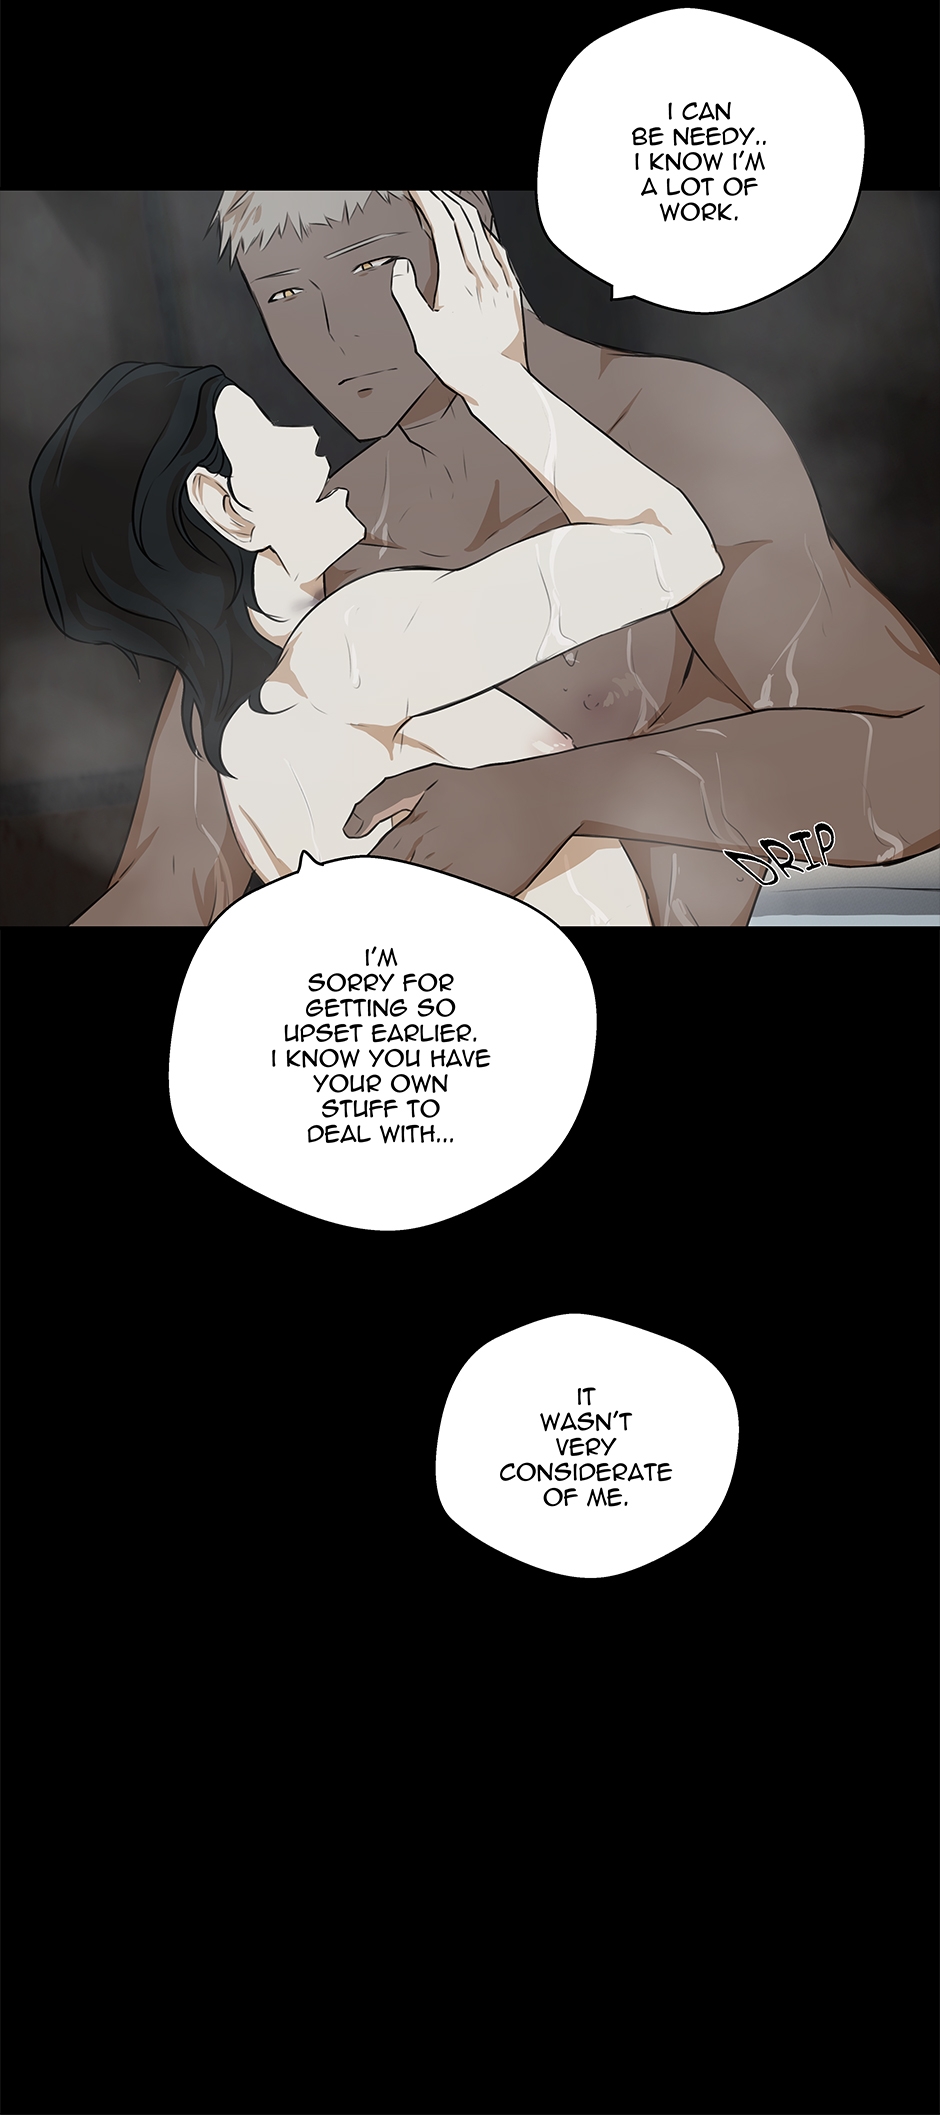 I CAN
BE NEEDY..
I KNOW I'M
A LOT OF
WORK.
DRIP
I'M
SORRY FOR
GETTING SO
UPSET EARLIER.
I KNOW YOU HAVE
YOUR OWN
STUFF TO
DEAL WITH...
IT
WASN'T
VERY
CONSIDERATE
OF ME.